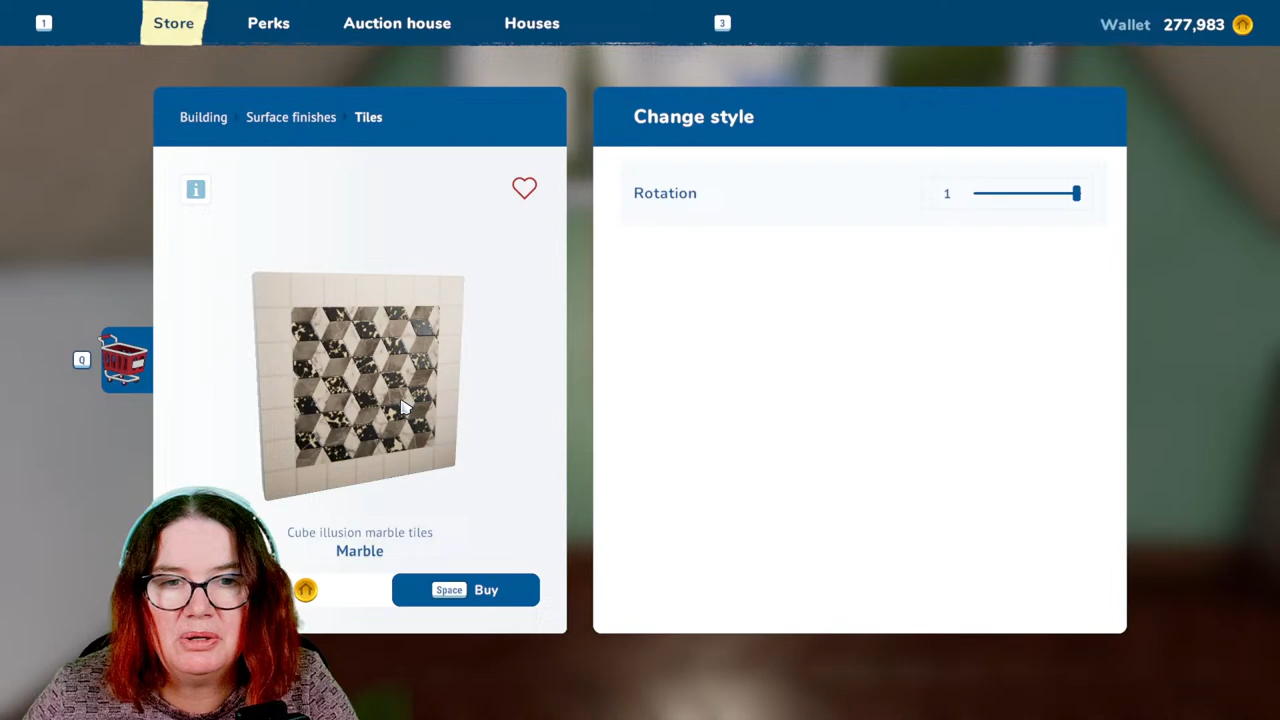 1
Store
Perks
Auction house
Houses
3
Wallet 277,983
Building Surface finishes Tiles
i
Change style
Rotation 1
Q
Cube illusion marble tiles
Marble
Space Buy